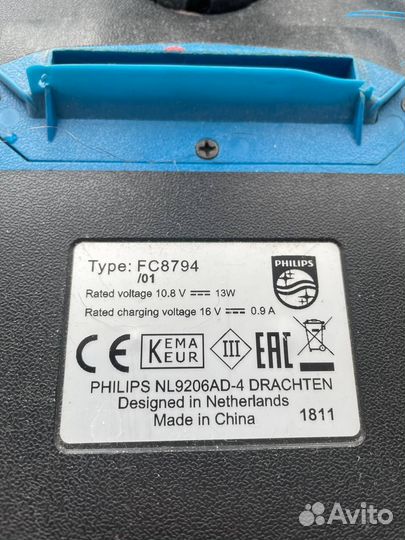 Type: FC8794
/01
PHILIPS
Rated voltage 10.8 V ⎓ 13W
Rated charging voltage 16 V ⎓ 0.9 A
CE KEMA KEUR III EAC
PHILIPS NL9206AD-4 DRACHTEN
Designed in Netherlands
Made in China 1811
Avito